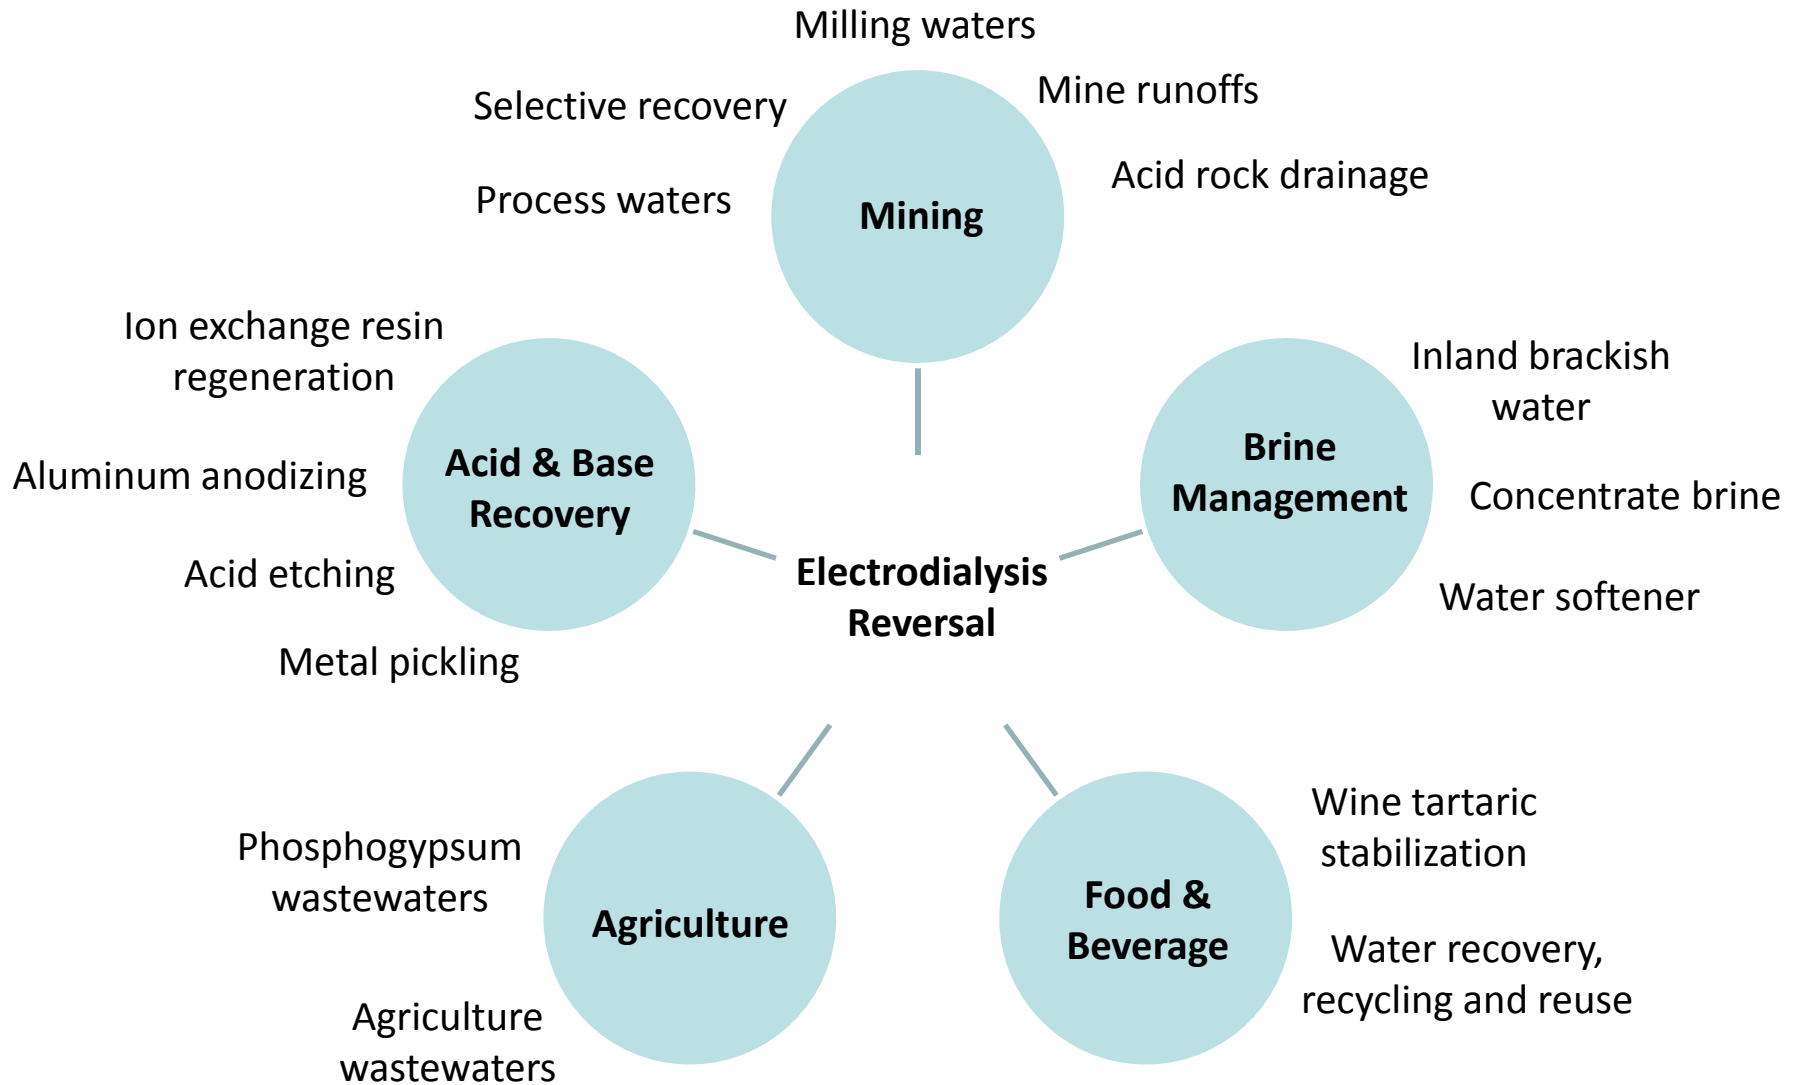 Milling waters
Mine runoffs
Selective recovery
Acid rock drainage
Process waters
Mining
Ion exchange resin
regeneration
Aluminum anodizing
Acid & Base
Recovery
Acid etching
Metal pickling
Inland brackish
water
Brine
Management
Concentrate brine
Water softener
Electrodialysis
Reversal
Phosphogypsum
wastewaters
Agriculture
Agriculture
wastewaters
Wine tartaric
stabilization
Food &
Beverage
Water recovery,
recycling and reuse